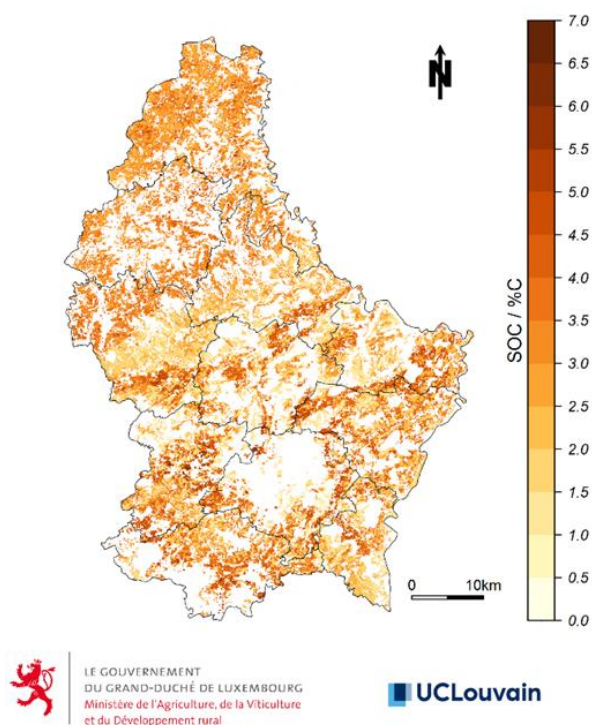 N
7.0
6.5
6.0
5.5
5.0
4.5
4.0
3.5
3.0
2.5
2.0
1.5
1.0
0.5
0.0
SOC / %C
0 10km
LE GOUVERNEMENT
DU GRAND-DUCHÉ DE LUXEMBOURG
Ministère de l'Agriculture, de la Viticulture
et du Développement rural
UCLouvain